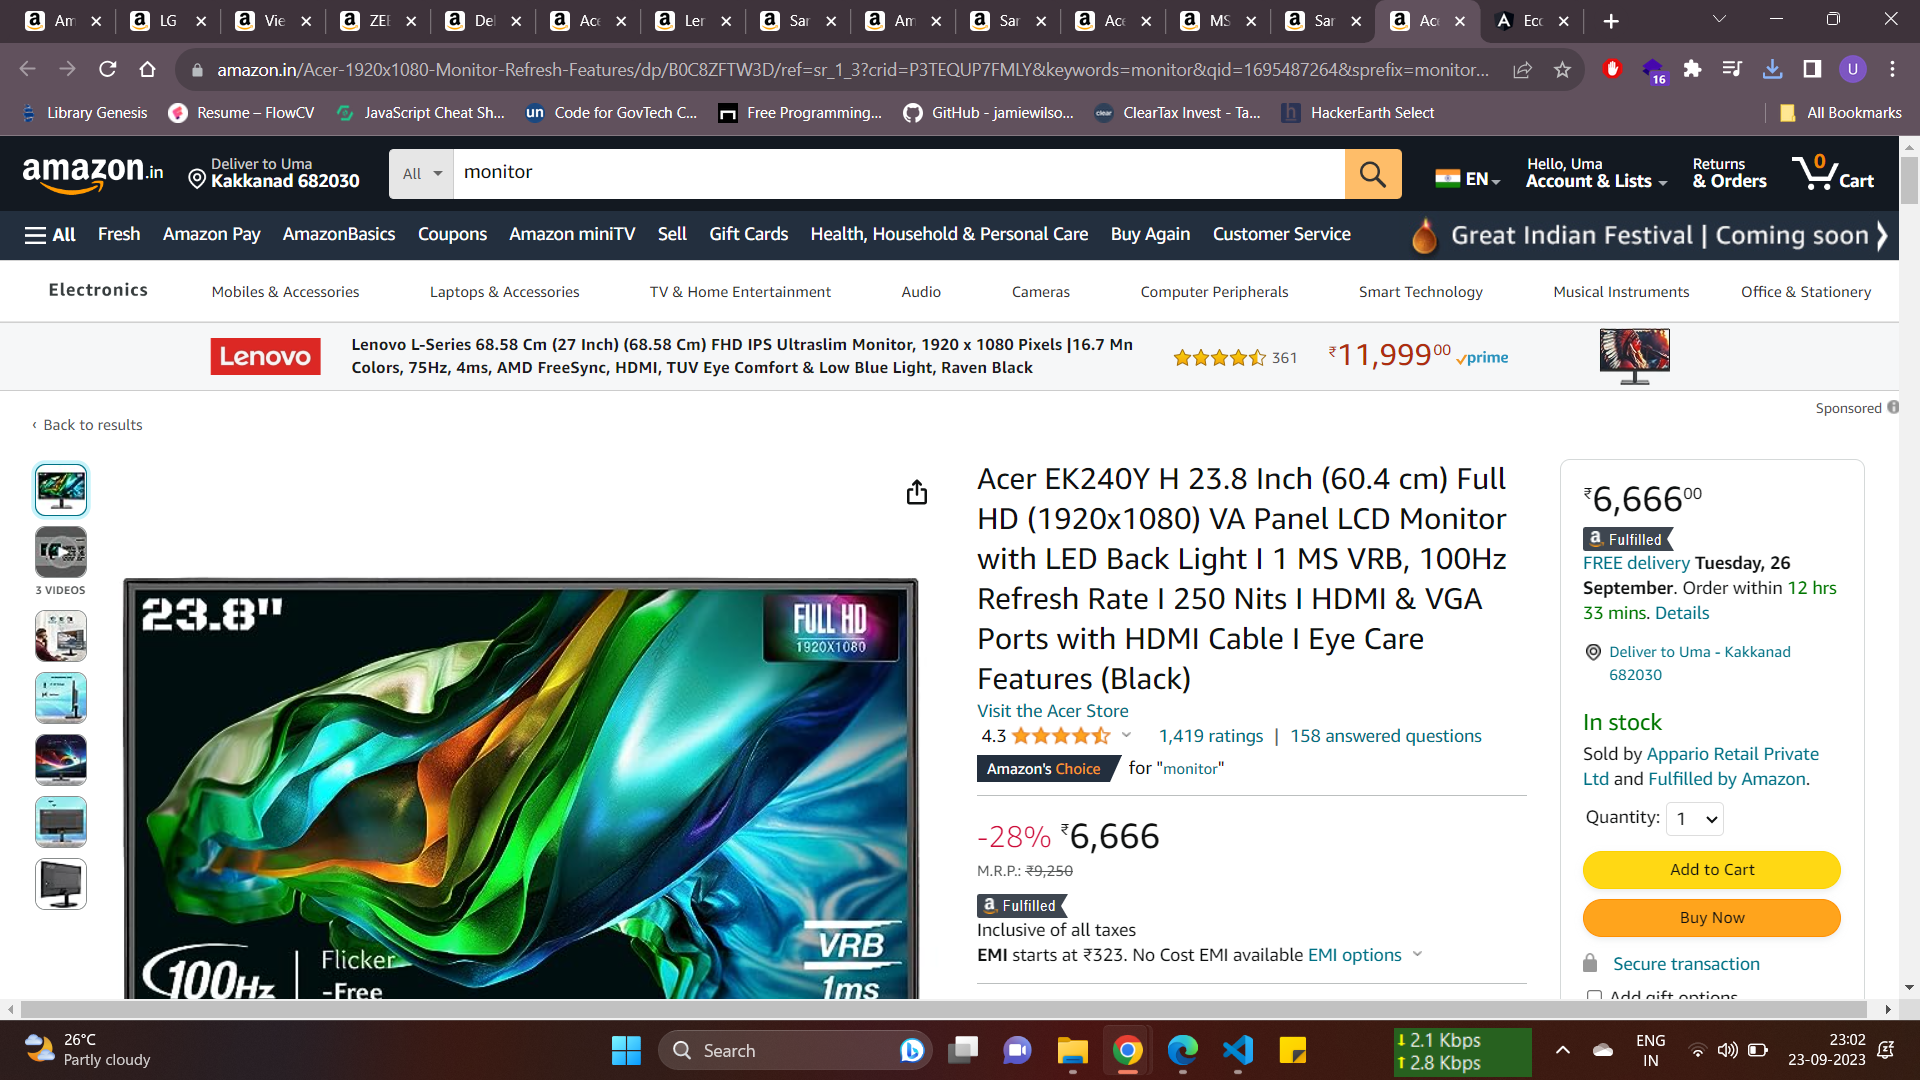 Am
LG
Vie
ZEE
Del
Ace
Ler
Sar
Am
Sar
Ace
MS
Sar
Ace
Ecc
amazon.in/Acer-1920x1080-Monitor-Refresh-Features/dp/B0C8ZFTW3D/ref=sr_1_3?crid=P3TEQUP7FMLY&keywords=monitor&qid=1695487264&sprefix=monitor...
16
U
Library Genesis
Resume – FlowCV
JavaScript Cheat Sh...
un Code for GovTech C...
Free Programming,...
GitHub - jamiewilso...
clear ClearTax Invest - Ta...
h HackerEarth Select
All Bookmarks
amazon.in
Deliver to Uma
Kakkanad 682030
All
monitor
EN
Hello, Uma
Account & Lists
Returns
& Orders
0
Cart
All
Fresh
Amazon Pay
AmazonBasics
Coupons
Amazon miniTV
Sell
Gift Cards
Health, Household & Personal Care
Buy Again
Customer Service
Great Indian Festival | Coming soon
Electronics
Mobiles & Accessories
Laptops & Accessories
TV & Home Entertainment
Audio
Cameras
Computer Peripherals
Smart Technology
Musical Instruments
Office & Stationery
Lenovo
Lenovo L-Series 68.58 Cm (27 Inch) (68.58 Cm) FHD IPS Ultraslim Monitor, 1920 x 1080 Pixels |16.7 Mn
Colors, 75Hz, 4ms, AMD FreeSync, HDMI, TUV Eye Comfort & Low Blue Light, Raven Black
361
₹11,99900
prime
Sponsored
‹ Back to results
3 VIDEOS
23.8"
FULL HD
1920X1080
100Hz
Flicker
-Free
VRB
1ms
Acer EK240Y H 23.8 Inch (60.4 cm) Full
HD (1920x1080) VA Panel LCD Monitor
with LED Back Light I 1 MS VRB, 100Hz
Refresh Rate I 250 Nits I HDMI & VGA
Ports with HDMI Cable I Eye Care
Features (Black)
Visit the Acer Store
4.3
1,419 ratings | 158 answered questions
Amazon's Choice for "monitor"
-28% ₹6,666
M.R.P.: ₹9,250
a Fulfilled
Inclusive of all taxes
EMI starts at ₹323. No Cost EMI available EMI options
₹6,66600
a Fulfilled
FREE delivery Tuesday, 26
September. Order within 12 hrs
33 mins. Details
Deliver to Uma - Kakkanad
682030
In stock
Sold by Appario Retail Private
Ltd and Fulfilled by Amazon.
Quantity: 1
Add to Cart
Buy Now
Secure transaction
Add gift options
26°C
Partly cloudy
Search
2.1 Kbps
2.8 Kbps
ENG
IN
23:02
23-09-2023